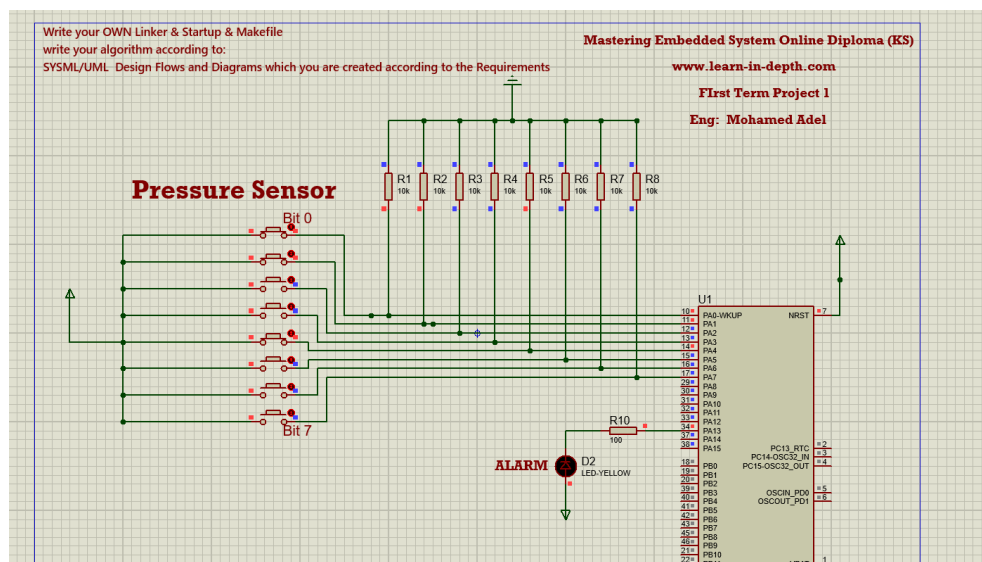 Write your OWN Linker & Startup & Makefile
write your algorithm according to:
SYSML/UML  Design Flows and Diagrams which you are created according to the Requirements
Mastering Embedded System Online Diploma (KS)
www.learn-in-depth.com
FIrst Term Project 1
Eng:  Mohamed Adel
R1
10k
R2
10k
R3
10k
R4
10k
R5
10k
R6
10k
R7
10k
R8
10k
Pressure Sensor
Bit 0
Bit 7
U1
10 PA0-WKUP
11 PA1
12 PA2
13 PA3
14 PA4
15 PA5
16 PA6
17 PA7
29 PA8
30 PA9
31 PA10
32 PA11
33 PA12
34 PA13
37 PA14
38 PA15
18 PB0
19 PB1
20 PB2
39 PB3
40 PB4
41 PB5
42 PB6
43 PB7
45 PB8
46 PB9
21 PB10
NRST 7
PC13_RTC 2
PC14-OSC32_IN 3
PC15-OSC32_OUT 4
OSCIN_PD0 5
OSCOUT_PD1 6
1
R10
100
ALARM
D2
LED-YELLOW